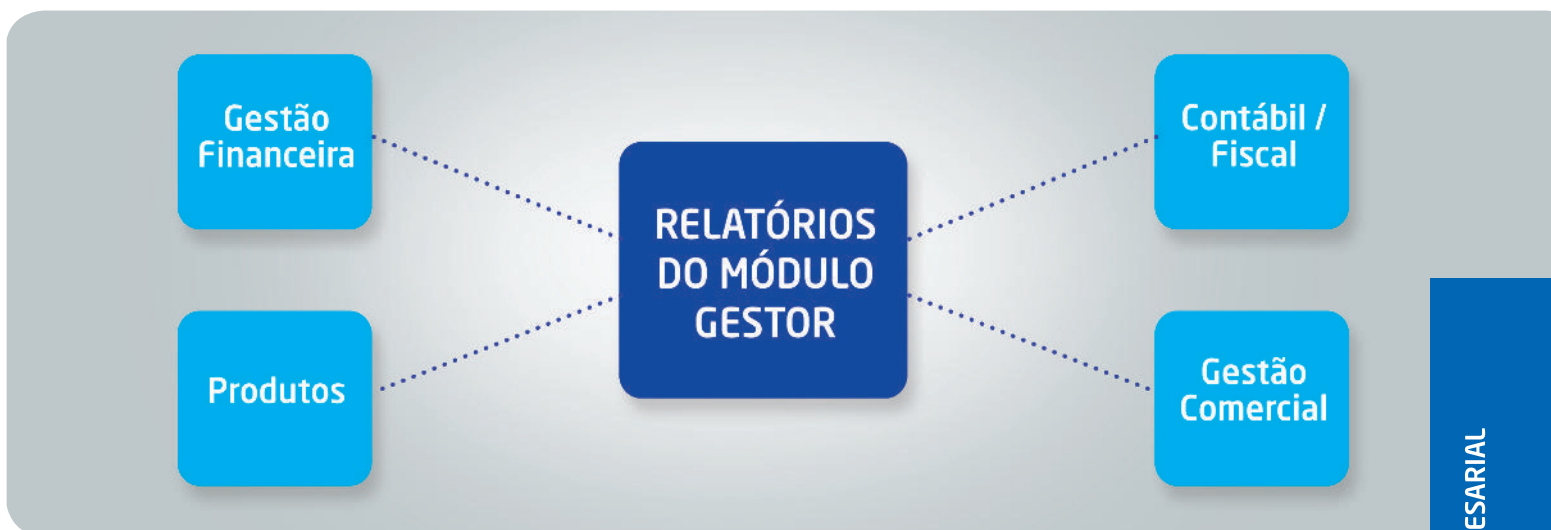 Gestão
Financeira
Produtos
RELATÓRIOS
DO MÓDULO
GESTOR
Contábil /
Fiscal
Gestão
Comercial
ESARIAL